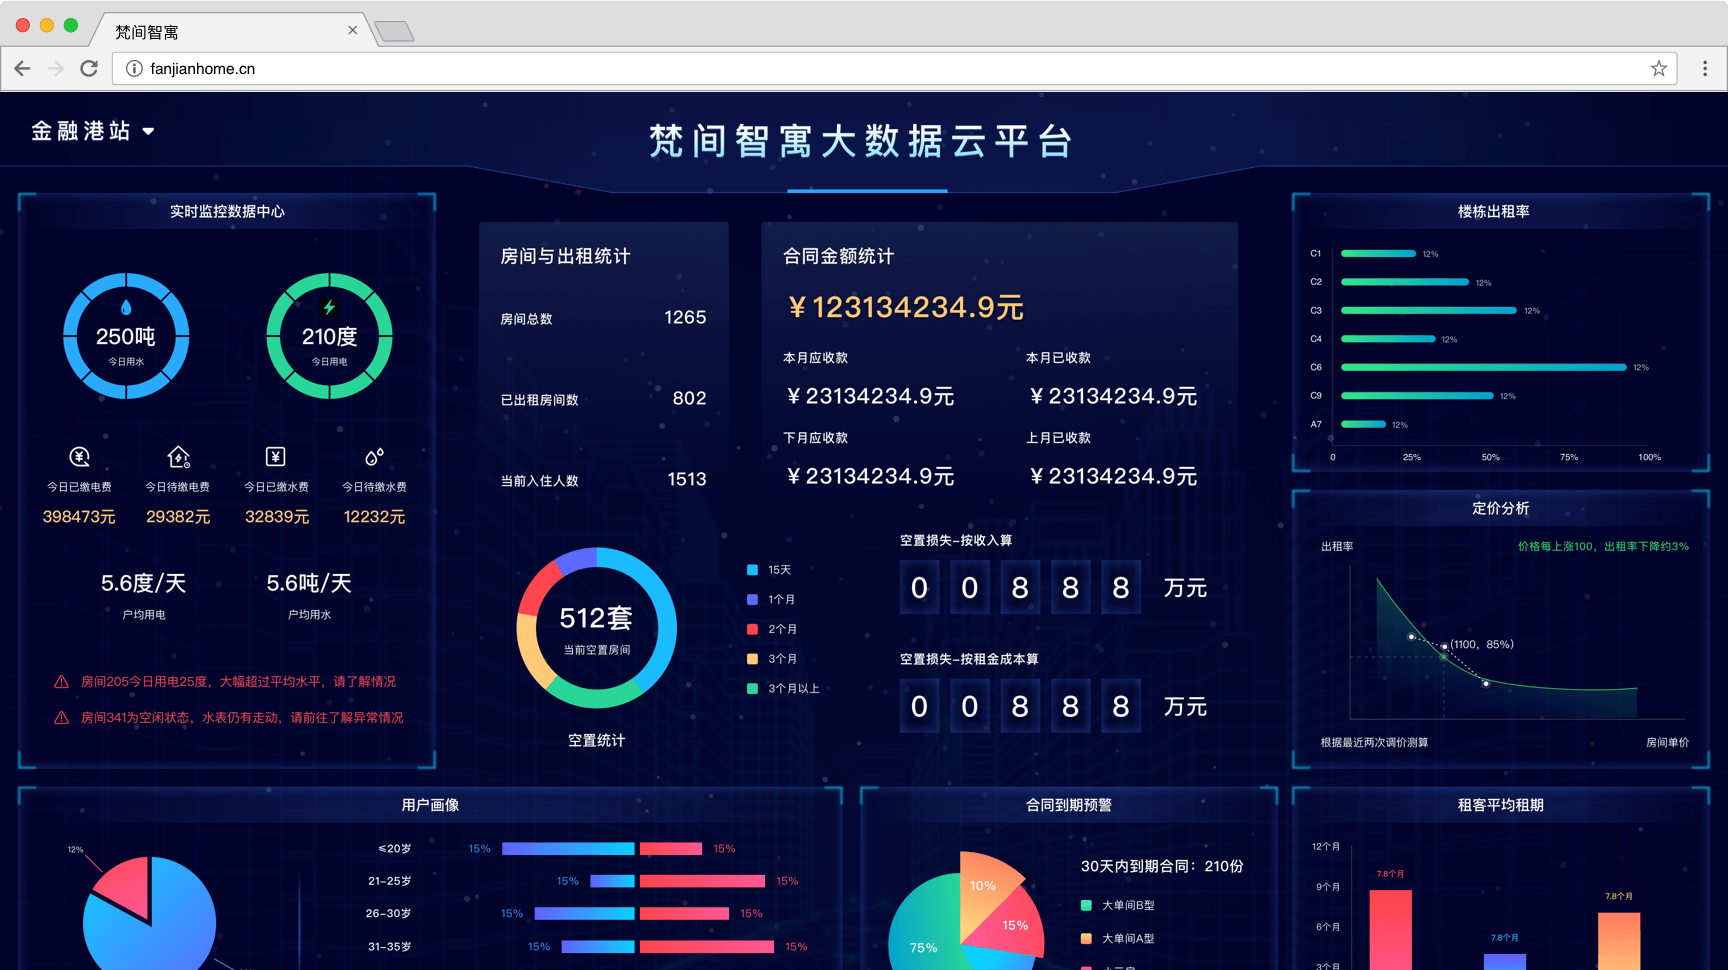 梵间智寓
fanjianhome.cn
金融港站
梵间智寓大数据云平台
实时监控数据中心
250吨
今日用水
210度
今日用电
今日已缴电费
今日待缴电费
今日已缴水费
今日待缴水费
398473元
29382元
32839元
12232元
5.6度/天
5.6吨/天
户均用电
户均用水
房间205今日用电25度，大幅超过平均水平，请了解情况
房间341为空闲状态，水表仍有走动，请前往了解异常情况
房间与出租统计
房间总数 1265
已出租房间数 802
当前入住人数 1513
合同金额统计
￥123134234.9元
本月应收款
本月已收款
￥23134234.9元
￥23134234.9元
下月应收款
上月已收款
￥23134234.9元
￥23134234.9元
512套
当前空置房间
空置统计
15天
1个月
2个月
3个月
3个月以上
空置损失-按收入算
0 0 8 8 8 万元
空置损失-按租金成本算
0 0 8 8 8 万元
楼栋出租率
C1 12%
C2 12%
C3 12%
C4 12%
C6 12%
C9 12%
A7 12%
0 25% 50% 75% 100%
定价分析
出租率
价格每上涨100，出租率下降约3%
(1100，85%)
根据最近两次调价测算
房间单价
用户画像
12%
≤20岁 15% 15%
21-25岁 15% 15%
26-30岁 15% 15%
31-35岁 15% 15%
合同到期预警
10%
15%
75%
30天内到期合同：210份
大单间B型
大单间A型
租客平均租期
12个月
9个月
6个月
3个月
7.8个月
7.8个月
7.8个月